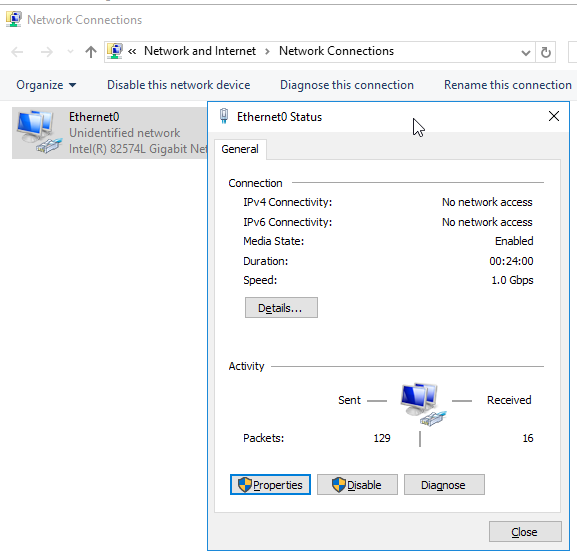 Network Connections
« Network and Internet > Network Connections
Organize Disable this network device Diagnose this connection Rename this connection
Ethernet0
Unidentified network
Intel(R) 82574L Gigabit Net
Ethernet0 Status
General
Connection
IPv4 Connectivity: No network access
IPv6 Connectivity: No network access
Media State: Enabled
Duration: 00:24:00
Speed: 1.0 Gbps
Details...
Activity
Sent Received
Packets: 129 16
Properties Disable Diagnose
Close